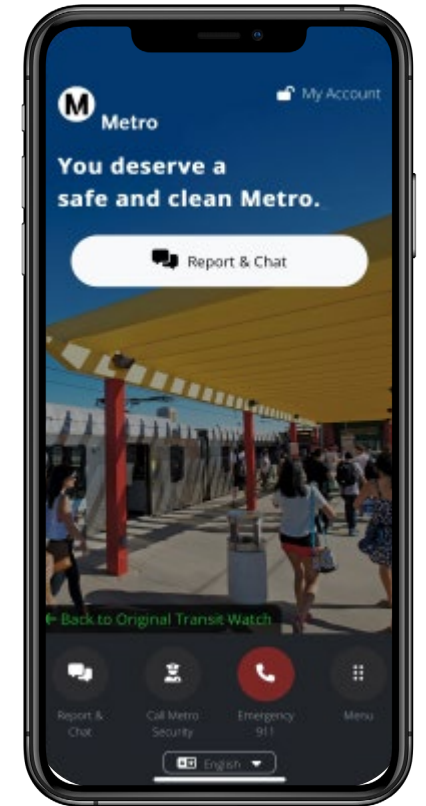 My Account
M
Metro
You deserve a
safe and clean Metro.
Report & Chat
← Back to Original Transit Watch
Report &
Chat
Call Metro
Security
Emergency
911
Menu
English